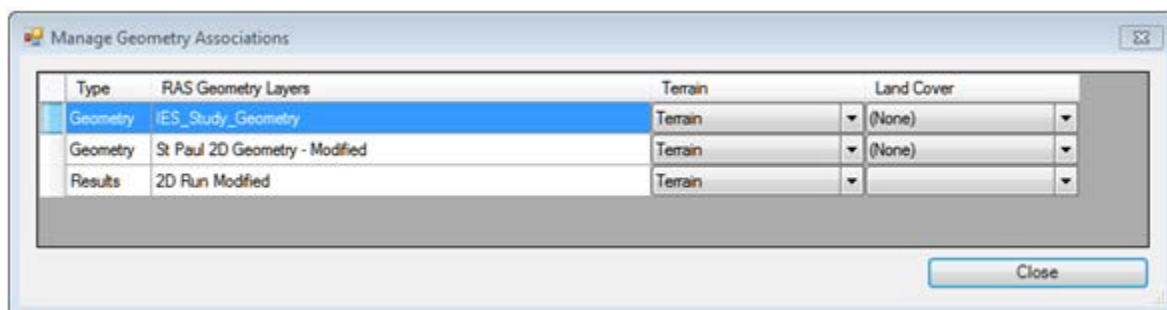 Manage Geometry Associations
Type RAS Geometry Layers Terrain Land Cover
Geometry IES_Study_Geometry Terrain (None)
Geometry St Paul 2D Geometry - Modified Terrain (None)
Results 2D Run Modified Terrain
Close